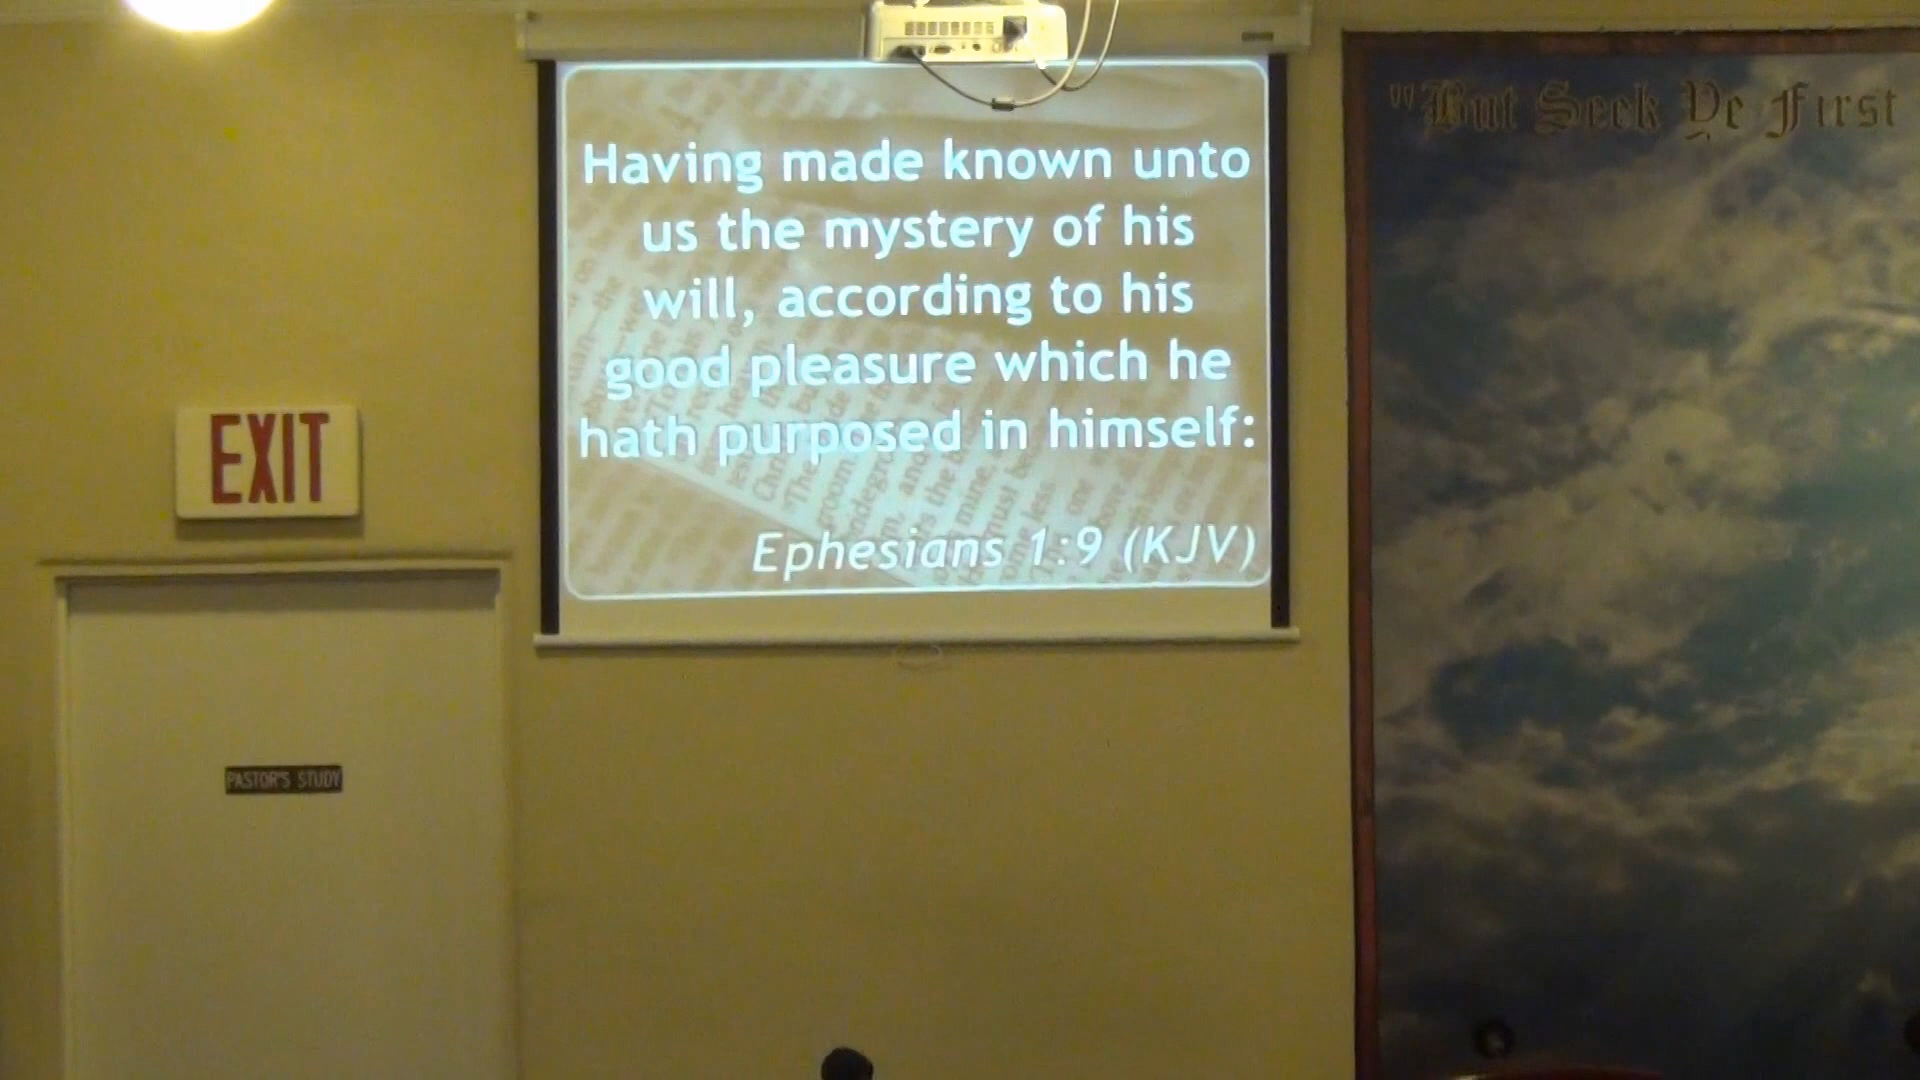 Having made known unto
us the mystery of his
will, according to his
good pleasure which he
hath purposed in himself:
Ephesians 1:9 (KJV)
"But Seek Ye First
EXIT
PASTOR'S STUDY